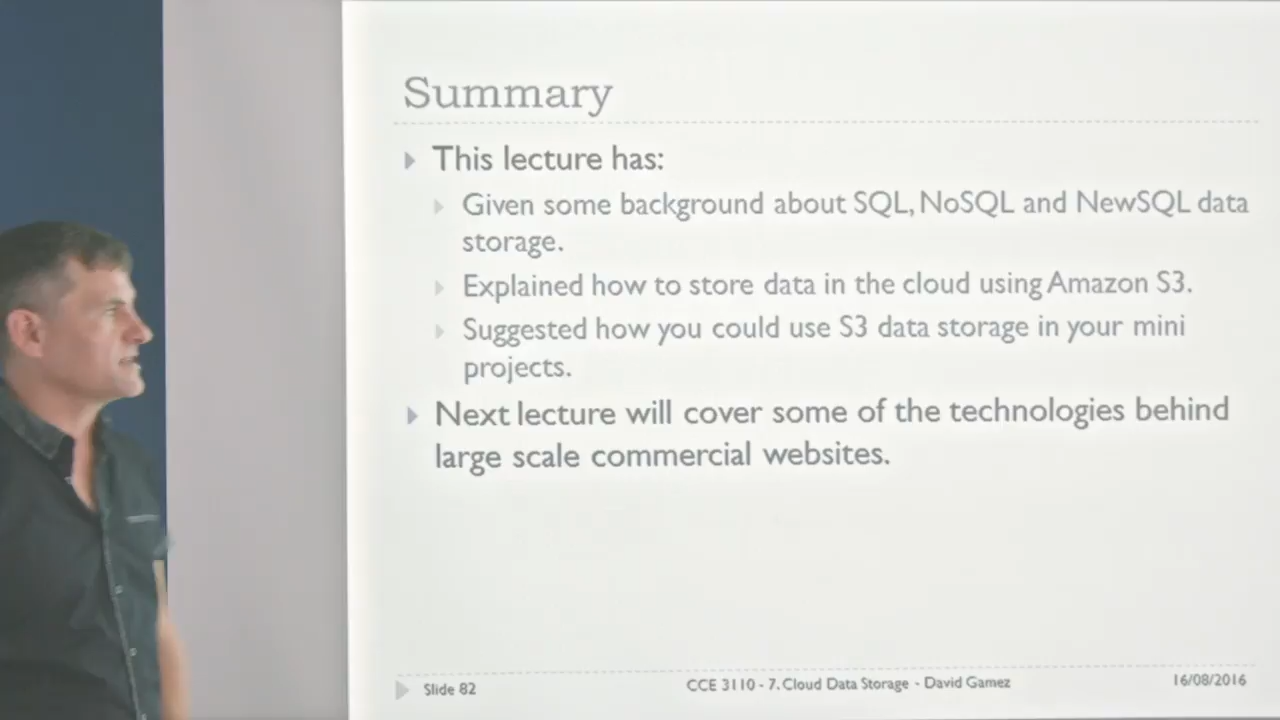 Summary
This lecture has:
Given some background about SQL, NoSQL and NewSQL data
storage.
Explained how to store data in the cloud using Amazon S3.
Suggested how you could use S3 data storage in your mini
projects.
Next lecture will cover some of the technologies behind
large scale commercial websites.
Slide 82
CCE 3110 - 7. Cloud Data Storage - David Gamez
16/08/2016